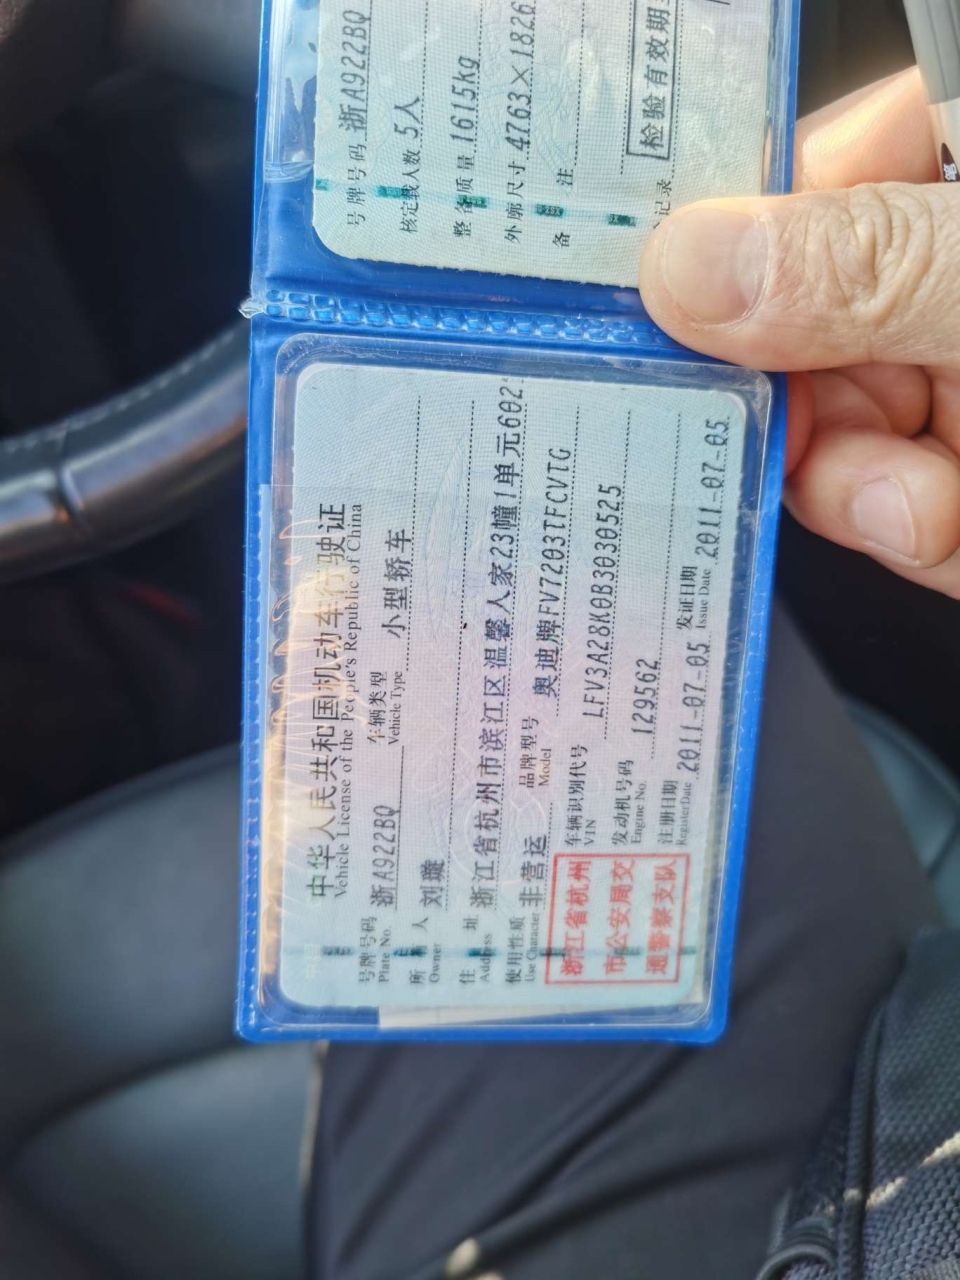 中华人民共和国机动车行驶证
Vehicle License of the People's Republic of China
号牌号码 浙A922BQ 车辆类型 小型轿车
Plate No. Vehicle Type
所有人 刘璇
Owner
住址 浙江省杭州市滨江区温馨人家23幢1单元602
Address
使用性质 非营运 品牌型号 奥迪牌FV7203TFCVTG
Use Character Model
浙江省杭州
市公安局交
通警察支队
车辆识别代号 LFV3A28K0B3030525
VIN
发动机号码 129562
Engine No.
注册日期 2011-07-05 发证日期 2011-07-05
Register Date Issue Date
号牌号码 浙A922BQ
核定载人数 5人
整备质量 1615kg
外廓尺寸 4763×1826
备注
记录
检验有效期